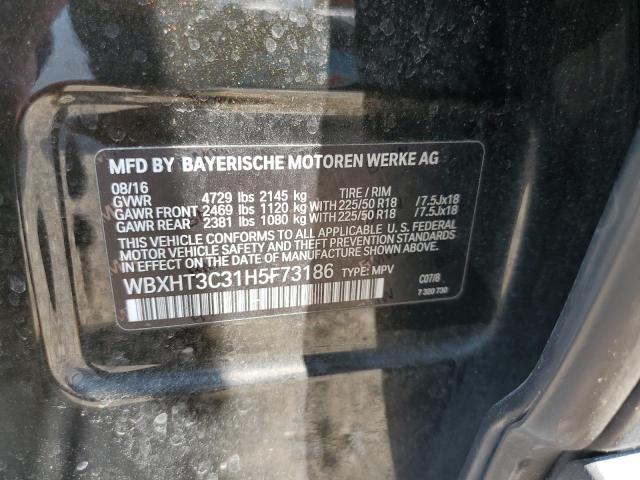 MFD BY BAYERISCHE MOTOREN WERKE AG
08/16
GVWR 4729 lbs 2145 kg TIRE / RIM
GAWR FRONT 2469 lbs 1120 kg WITH 225/50 R18 /7.5Jx18
GAWR REAR 2381 lbs 1080 kg WITH 225/50 R18 /7.5Jx18
THIS VEHICLE CONFORMS TO ALL APPLICABLE U. S. FEDERAL
MOTOR VEHICLE SAFETY, BUMPER, AND THEFT PREVENTION
STANDARDS IN EFFECT ON THE DATE OF MANUFACTURE SHOWN ABOVE.
WBXHT3C31H5F73186 TYPE: MPV
C07/8
7 320 730